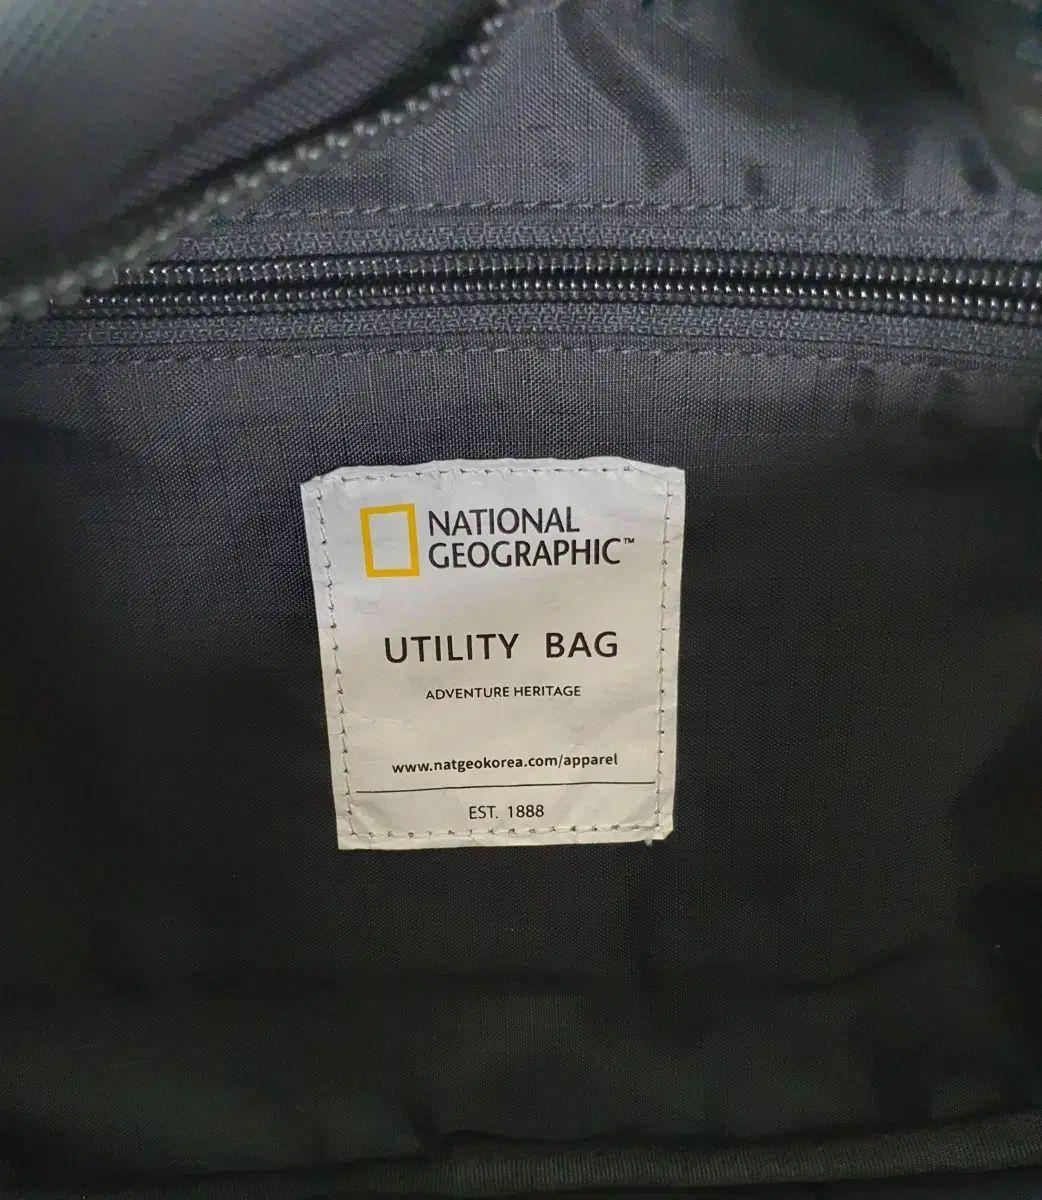 NATIONAL
GEOGRAPHIC™
UTILITY BAG
ADVENTURE HERITAGE
www.natgeokorea.com/apparel
EST. 1888